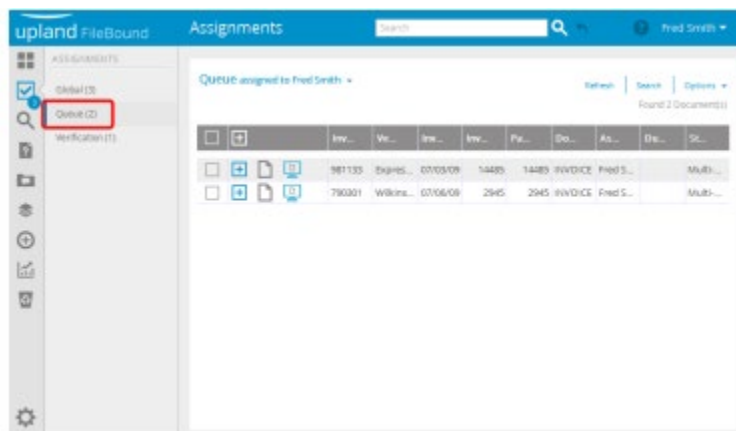 upland FileBound
Assignments
Search
Fred Smith
ASSIGNMENTS
Global (3)
Queue (2)
Verification (1)
Queue assigned to Fred Smith
Refresh
Search
Options
Found 2 Document(s)
Inv... Ve... Inv... Inv... Pa... Do... As... Du... St...
981133 Expres... 07/03/09 14485 14485 INVOICE Fred S... Multi-...
790301 Wilkins... 07/06/09 2945 2945 INVOICE Fred S... Multi-...